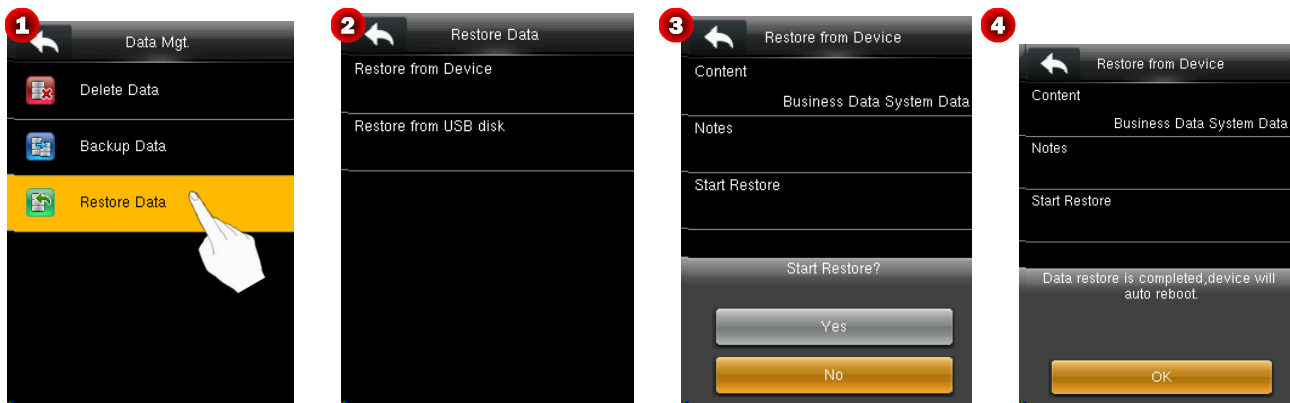 1
Data Mgt.
Delete Data
Backup Data
Restore Data
2
Restore Data
Restore from Device
Restore from USB disk
3
Restore from Device
Content
Business Data System Data
Notes
Start Restore
Start Restore?
Yes
No
4
Restore from Device
Content
Business Data System Data
Notes
Start Restore
Data restore is completed,device will
auto reboot.
OK